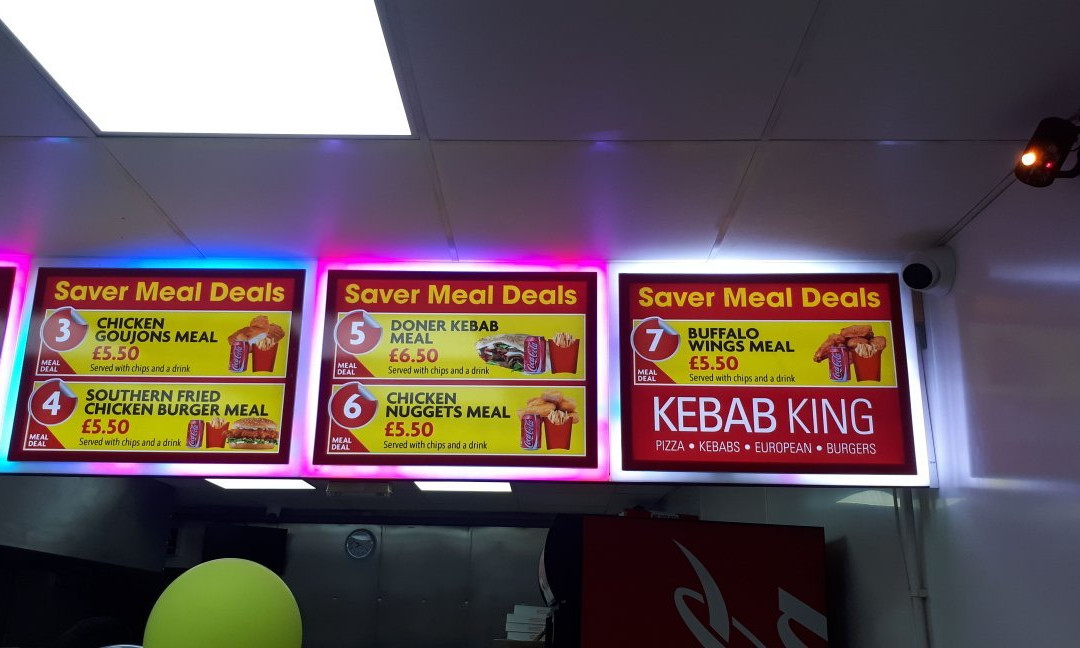 Saver Meal Deals
3
MEAL
DEAL
CHICKEN
GOUJONS MEAL
£5.50
Served with chips and a drink
4
MEAL
DEAL
SOUTHERN FRIED
CHICKEN BURGER MEAL
£5.50
Served with chips and a drink
Saver Meal Deals
5
MEAL
DEAL
DONER KEBAB
MEAL
£6.50
Served with chips and a drink
6
MEAL
DEAL
CHICKEN
NUGGETS MEAL
£5.50
Served with chips and a drink
Saver Meal Deals
7
MEAL
DEAL
BUFFALO
WINGS MEAL
£5.50
Served with chips and a drink
KEBAB KING
PIZZA • KEBABS • EUROPEAN • BURGERS